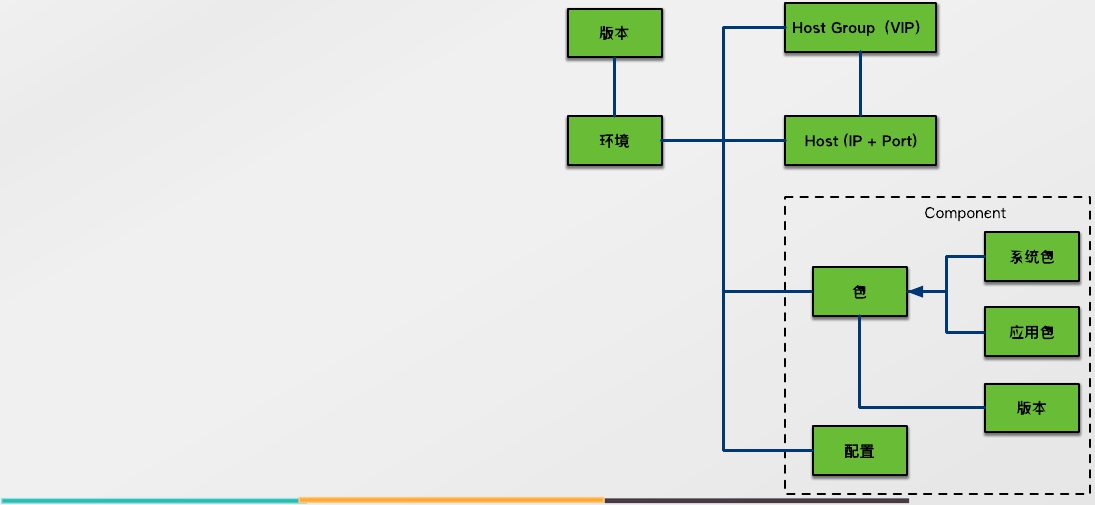 版本
Host Group（VIP）
环境
Host (IP + Port)
Component
系统包
包
应用包
版本
配置